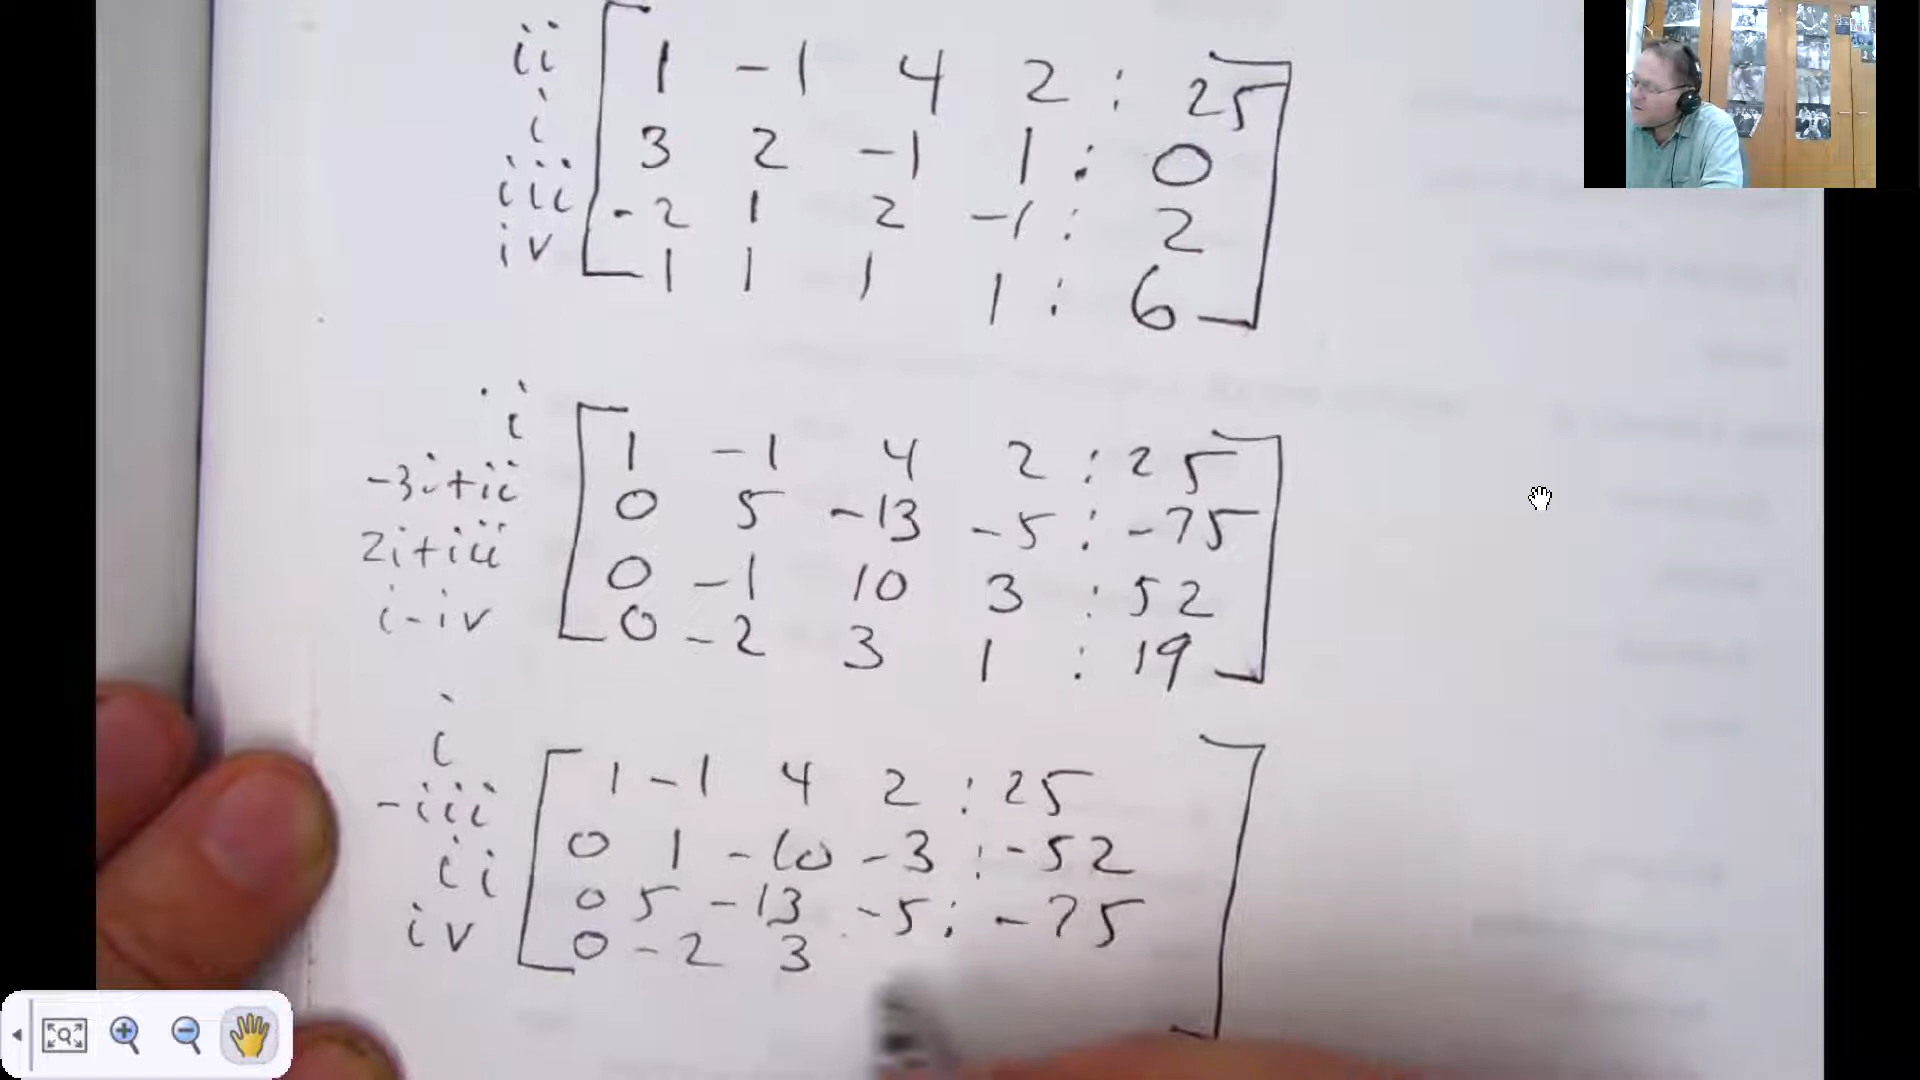 ii 1 -1 4 2 : 25
i 3 2 -1 1 : 0
iii -2 1 2 -1 : 2
iv 1 1 1 1 : 6
i 1 -1 4 2 : 25
-3i+ii 0 5 -13 -5 : -75
2i+iii 0 -1 10 3 : 52
i-iv 0 -2 3 1 : 19
i 1 -1 4 2 : 25
-iii 0 1 -10 -3 : -52
ii 0 5 -13 -5 : -75
iv 0 -2 3